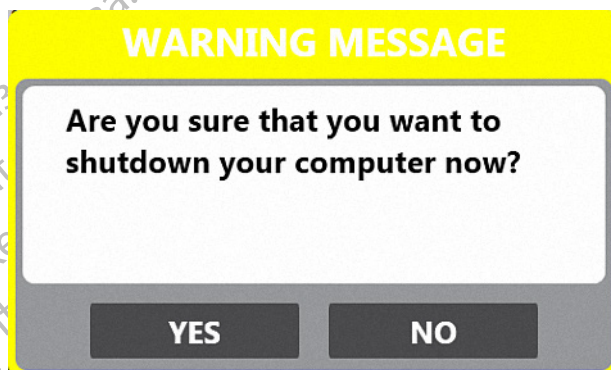 WARNING MESSAGE
Are you sure that you want to
shutdown your computer now?
YES NO